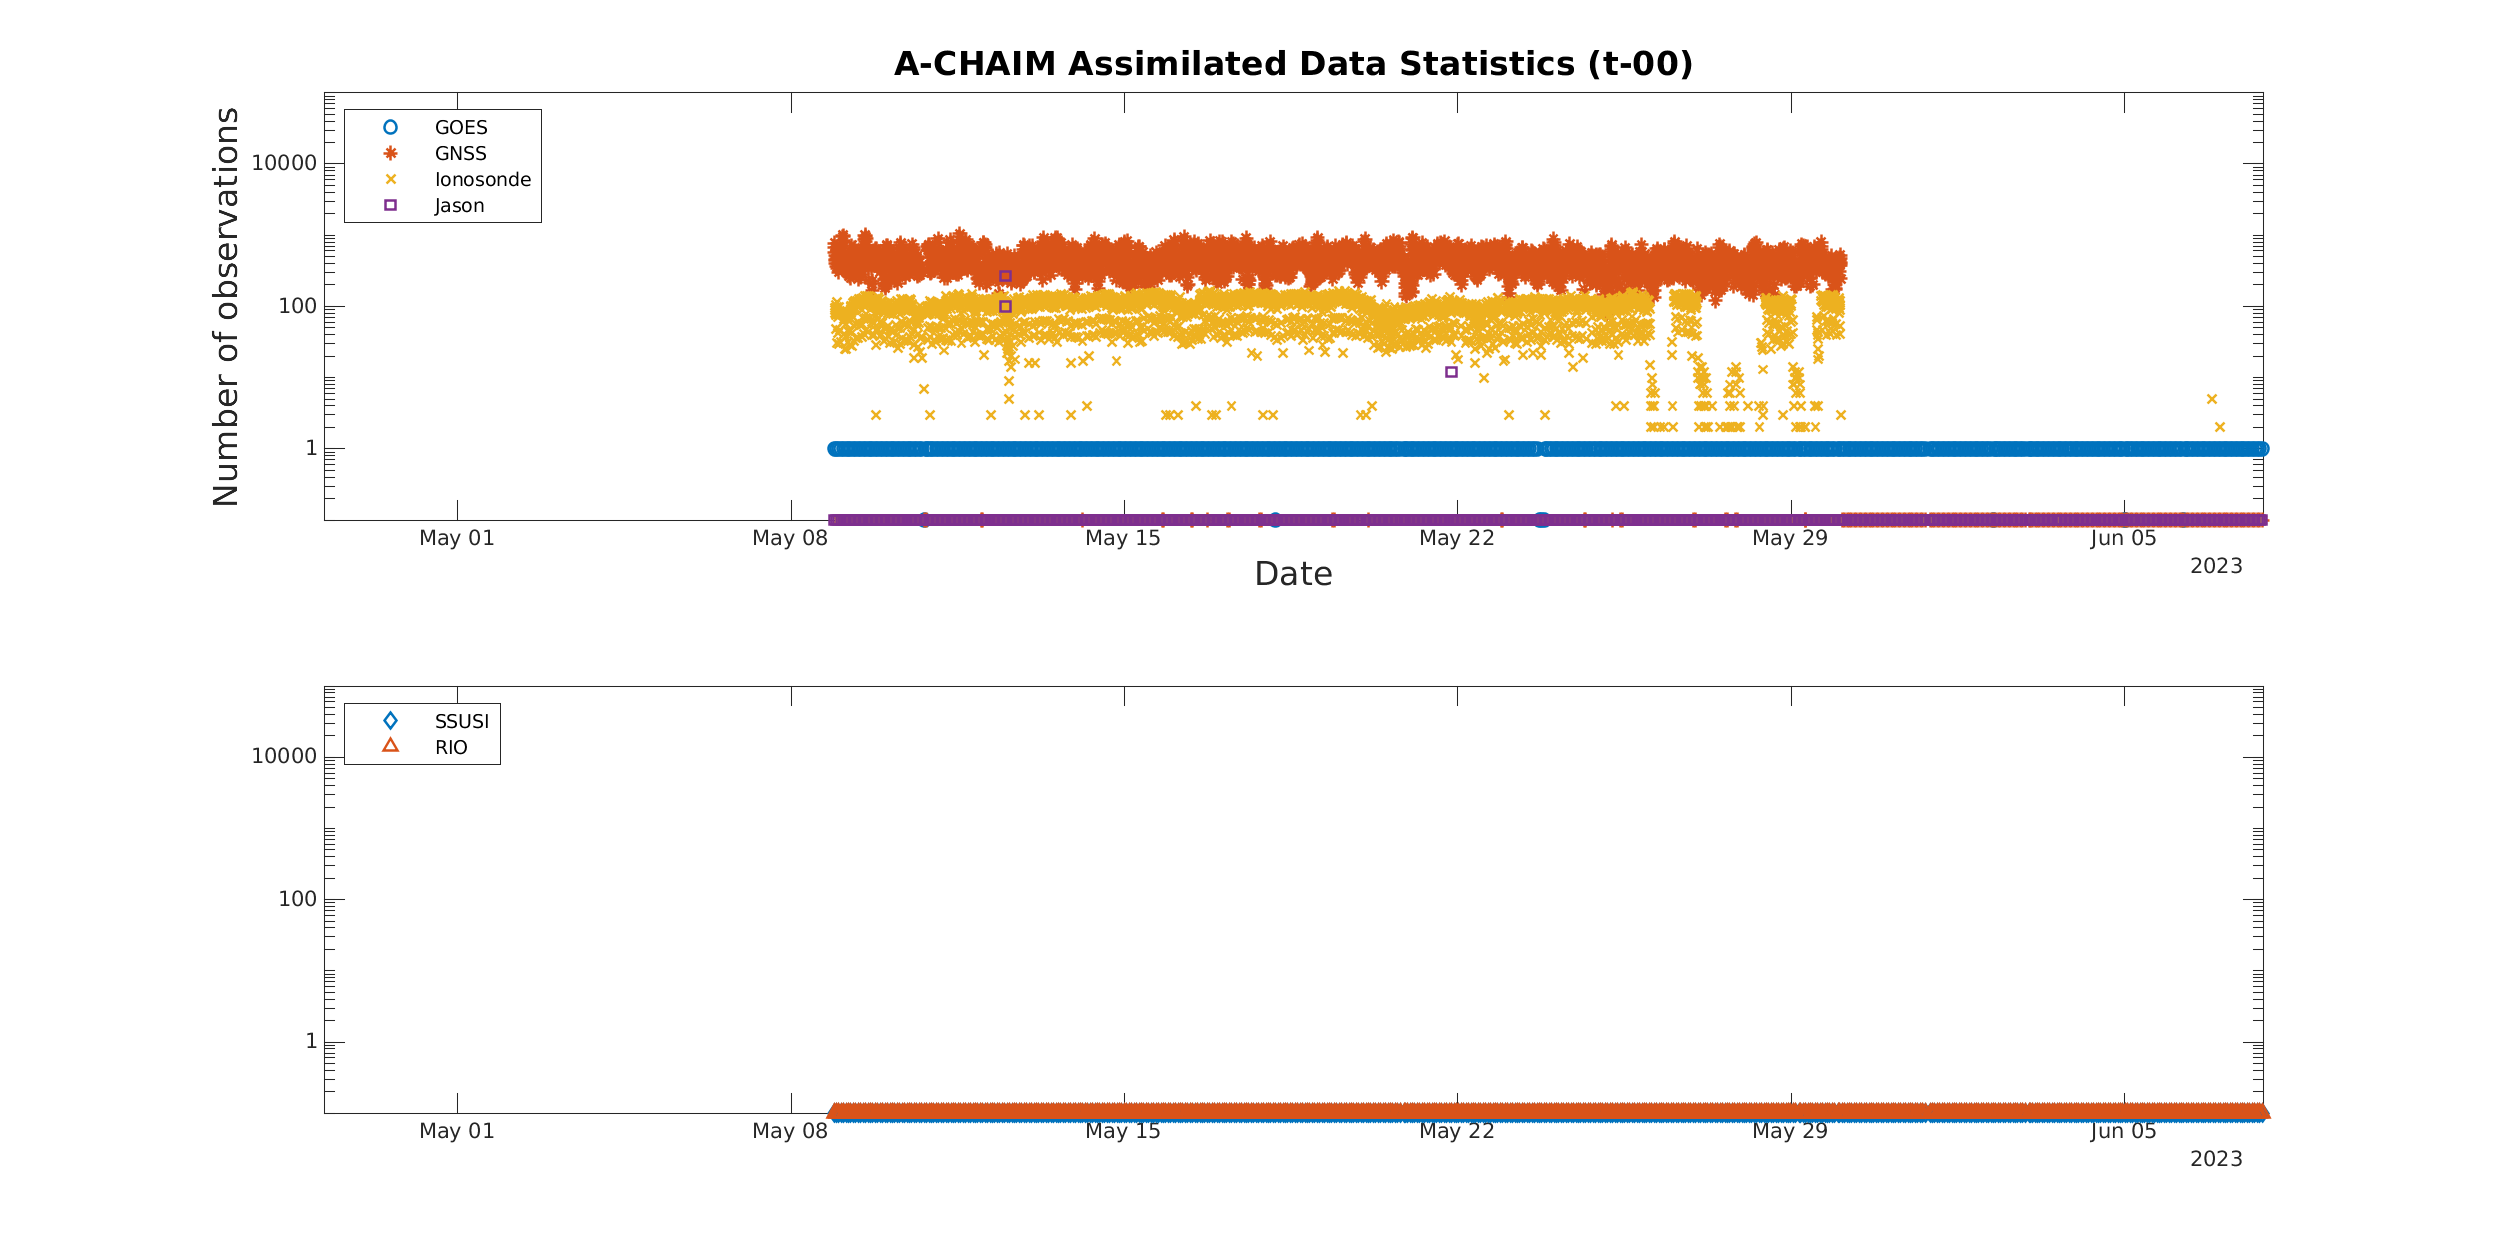 A-CHAIM Assimilated Data Statistics (t-00)
Number of observations
GOES
GNSS
Ionosonde
Jason
10000
100
1
May 01
May 08
May 15
May 22
May 29
Jun 05
2023
Date
SSUSI
RIO
10000
100
1
May 01
May 08
May 15
May 22
May 29
Jun 05
2023